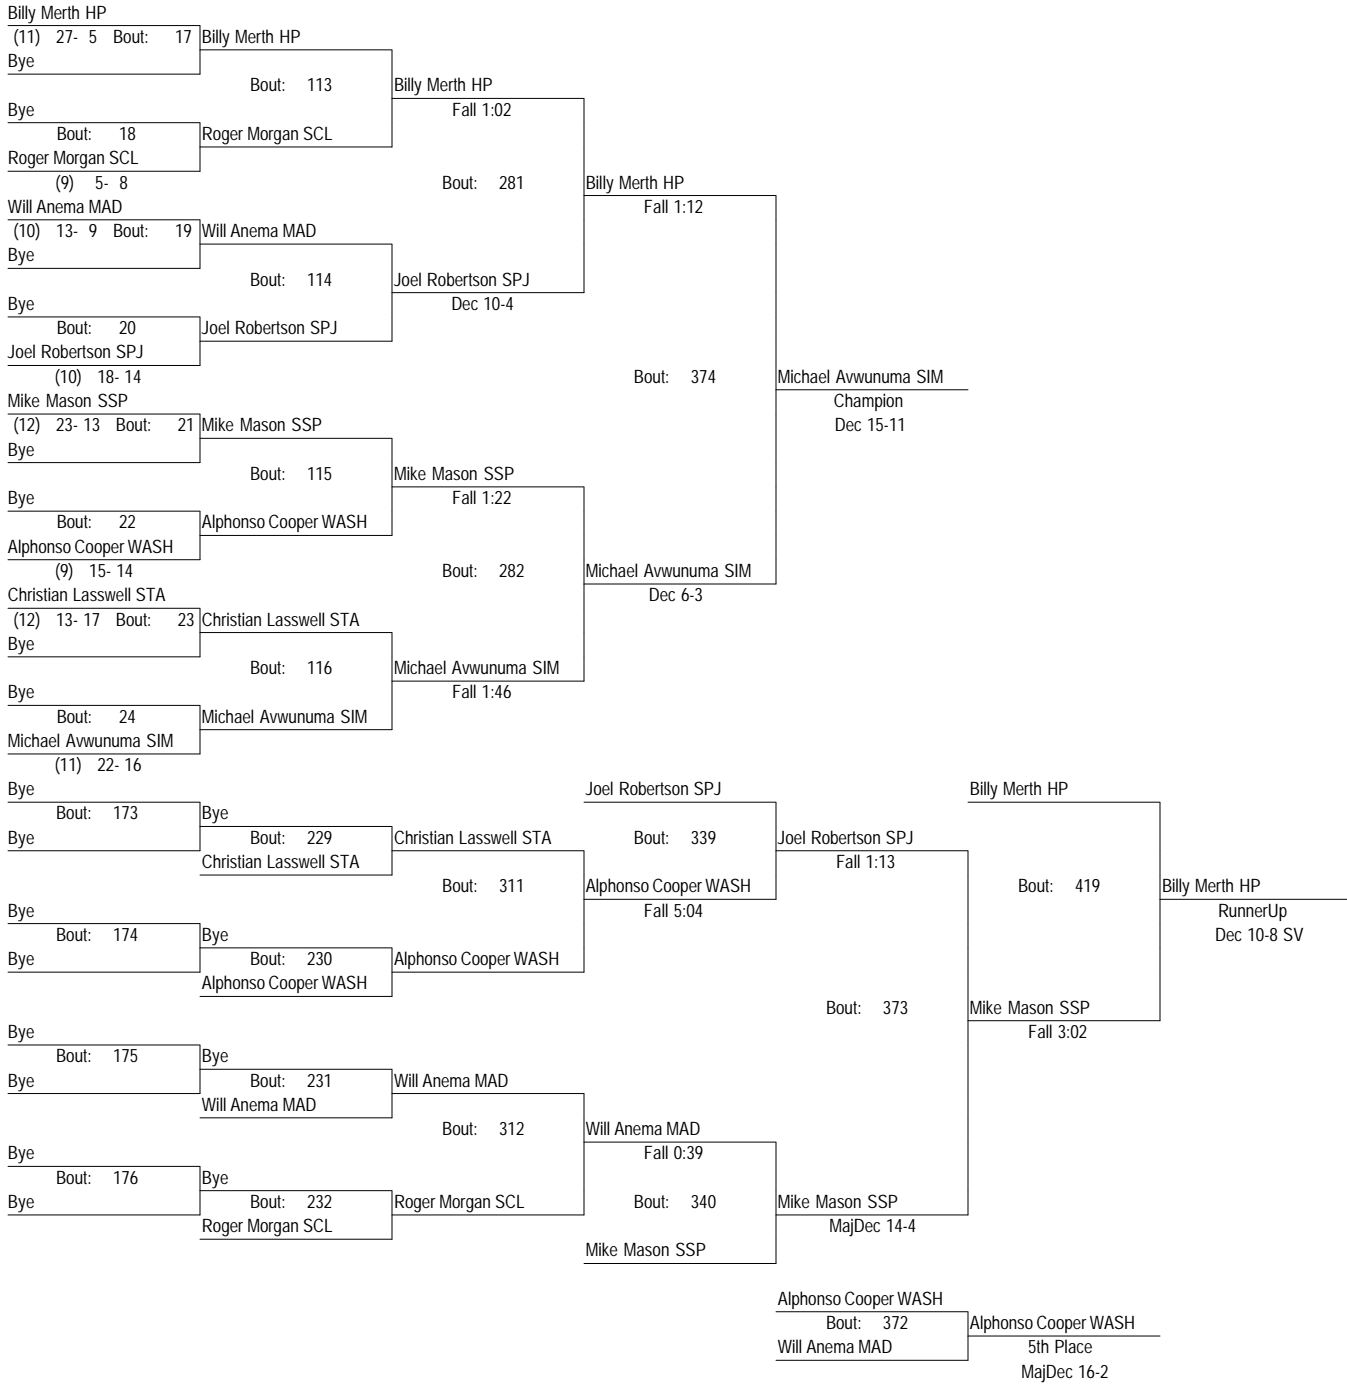 Billy Merth HP
(11) 27- 5 Bout: 17 Billy Merth HP
Bye
Bout: 113 Billy Merth HP
Bye Fall 1:02
Bout: 18 Roger Morgan SCL
Roger Morgan SCL
(9) 5- 8 Bout: 281 Billy Merth HP
Will Anema MAD Fall 1:12
(10) 13- 9 Bout: 19 Will Anema MAD
Bye
Bout: 114 Joel Robertson SPJ
Bye Dec 10-4
Bout: 20 Joel Robertson SPJ
Joel Robertson SPJ
(10) 18- 14 Bout: 374 Michael Avwunuma SIM
Mike Mason SSP Champion
(12) 23- 13 Bout: 21 Mike Mason SSP Dec 15-11
Bye
Bout: 115 Mike Mason SSP
Bye Fall 1:22
Bout: 22 Alphonso Cooper WASH
Alphonso Cooper WASH
(9) 15- 14 Bout: 282 Michael Avwunuma SIM
Christian Lasswell STA Dec 6-3
(12) 13- 17 Bout: 23 Christian Lasswell STA
Bye
Bout: 116 Michael Avwunuma SIM
Bye Fall 1:46
Bout: 24 Michael Avwunuma SIM
Michael Avwunuma SIM
(11) 22- 16
Bye Joel Robertson SPJ Billy Merth HP
Bout: 173 Bye
Bye Bout: 229 Christian Lasswell STA Bout: 339 Joel Robertson SPJ
Christian Lasswell STA Fall 1:13
Bout: 311 Alphonso Cooper WASH Bout: 419 Billy Merth HP
Bye Fall 5:04 RunnerUp
Bout: 174 Bye Dec 10-8 SV
Bye Bout: 230 Alphonso Cooper WASH
Alphonso Cooper WASH
Bout: 373 Mike Mason SSP
Bye Fall 3:02
Bout: 175 Bye
Bye Bout: 231 Will Anema MAD
Will Anema MAD
Bout: 312 Will Anema MAD
Bye Fall 0:39
Bout: 176 Bye
Bye Bout: 232 Roger Morgan SCL Bout: 340 Mike Mason SSP
Roger Morgan SCL MajDec 14-4
Mike Mason SSP
Alphonso Cooper WASH
Bout: 372 Alphonso Cooper WASH
Will Anema MAD 5th Place
MajDec 16-2